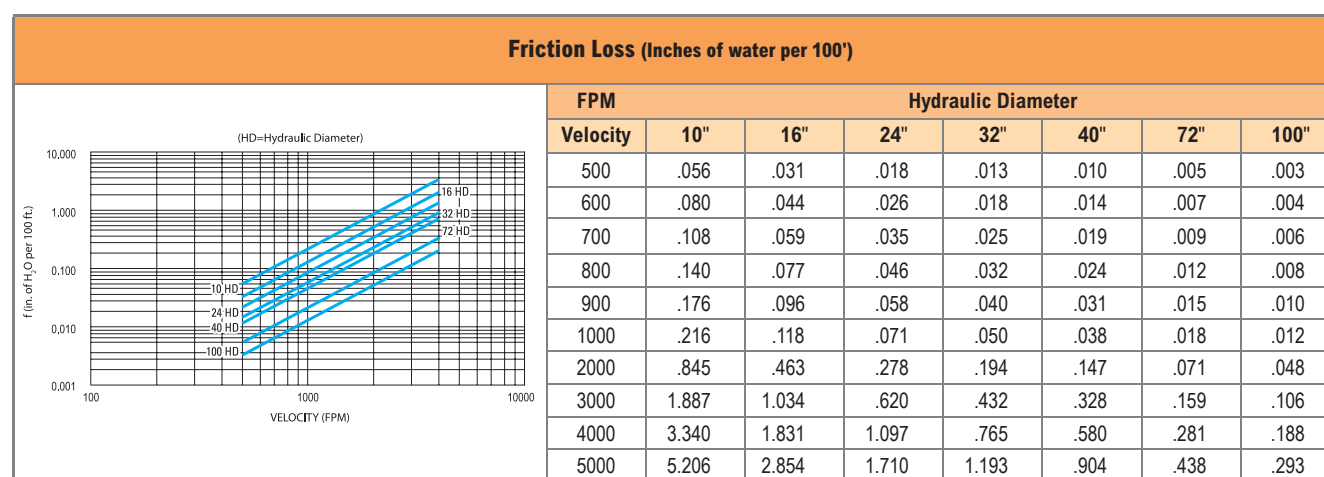 Friction Loss (Inches of water per 100')
(HD=Hydraulic Diameter)
10,000
1.000
0.100
0,010
0,001
f (in. of H₂O per 100 ft.)
16 HD
32 HD
72 HD
10 HD
24 HD
40 HD
100 HD
100 1000 10000
VELOCITY (FPM)
FPM Hydraulic Diameter
Velocity 10" 16" 24" 32" 40" 72" 100"
500 .056 .031 .018 .013 .010 .005 .003
600 .080 .044 .026 .018 .014 .007 .004
700 .108 .059 .035 .025 .019 .009 .006
800 .140 .077 .046 .032 .024 .012 .008
900 .176 .096 .058 .040 .031 .015 .010
1000 .216 .118 .071 .050 .038 .018 .012
2000 .845 .463 .278 .194 .147 .071 .048
3000 1.887 1.034 .620 .432 .328 .159 .106
4000 3.340 1.831 1.097 .765 .580 .281 .188
5000 5.206 2.854 1.710 1.193 .904 .438 .293